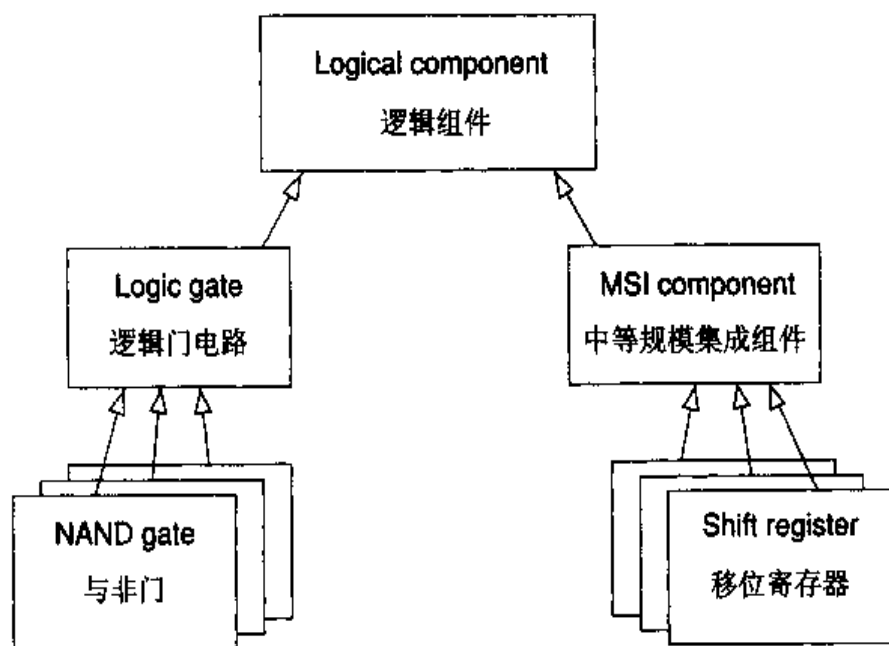 Logical component
逻辑组件
Logic gate
逻辑门电路
MSI component
中等规模集成组件
NAND gate
与非门
Shift register
移位寄存器